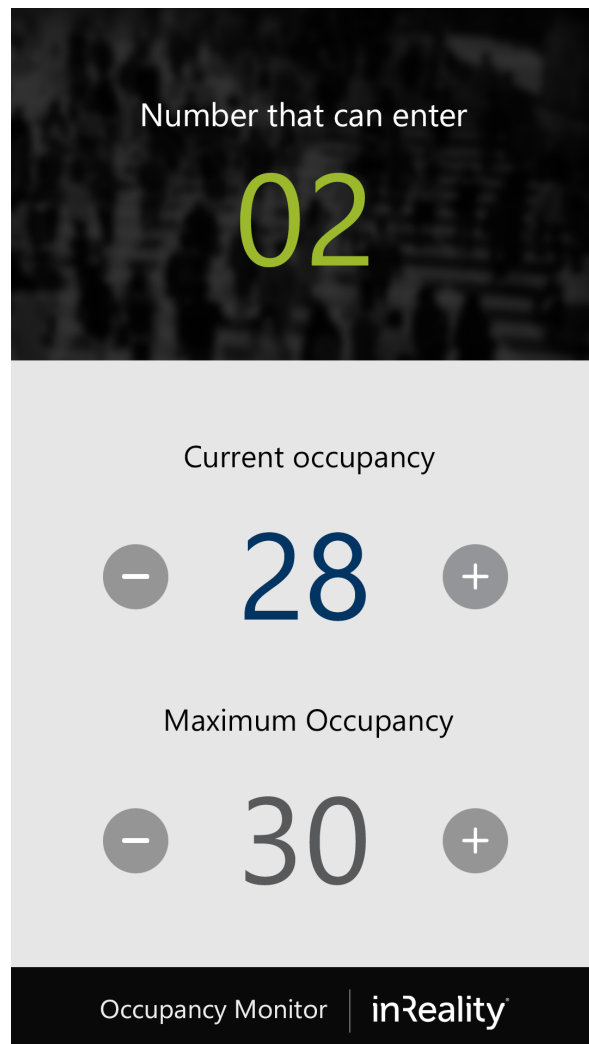 Number that can enter
02
Current occupancy
28
Maximum Occupancy
30
Occupancy Monitor
inReality